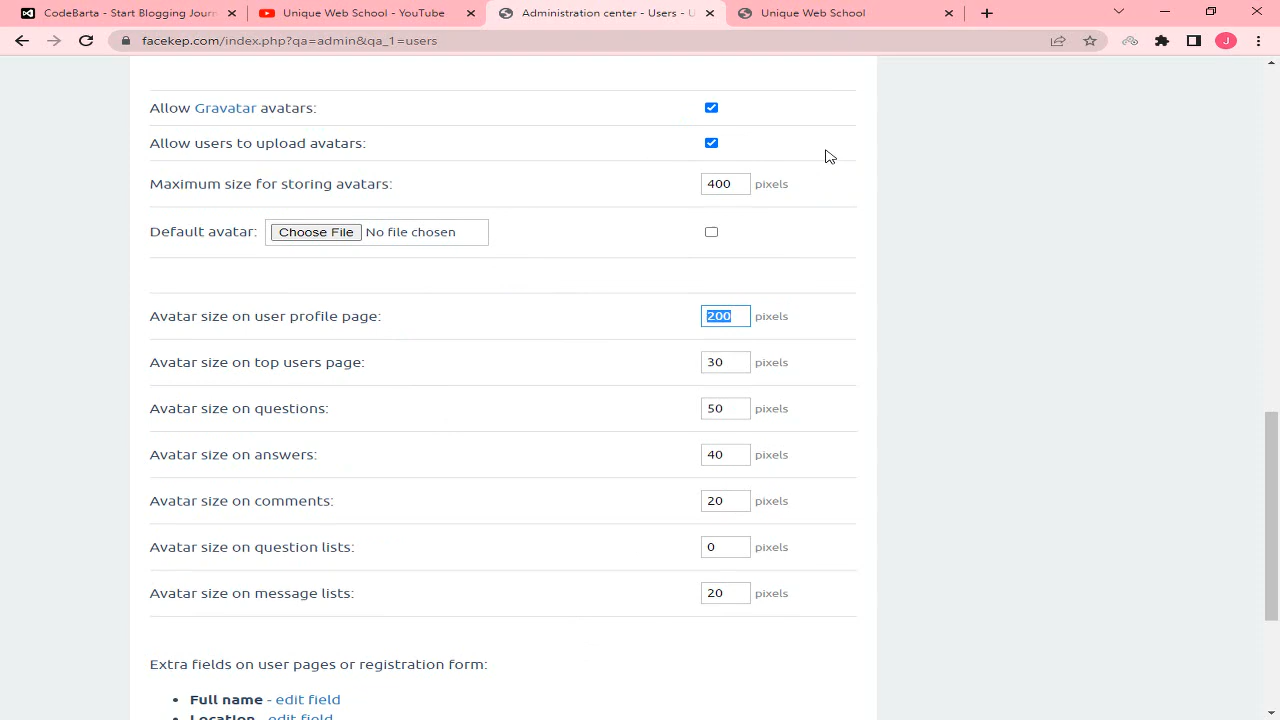 CodeBarta - Start Blogging Journ
Unique Web School - YouTube
Administration center - Users - U
Unique Web School
facekep.com/index.php?qa=admin&qa_1=users
J
Allow Gravatar avatars:
Allow users to upload avatars:
Maximum size for storing avatars: 400 pixels
Default avatar: Choose File No file chosen
Avatar size on user profile page: 200 pixels
Avatar size on top users page: 30 pixels
Avatar size on questions: 50 pixels
Avatar size on answers: 40 pixels
Avatar size on comments: 20 pixels
Avatar size on question lists: 0 pixels
Avatar size on message lists: 20 pixels
Extra fields on user pages or registration form:
Full name - edit field
Location - edit field